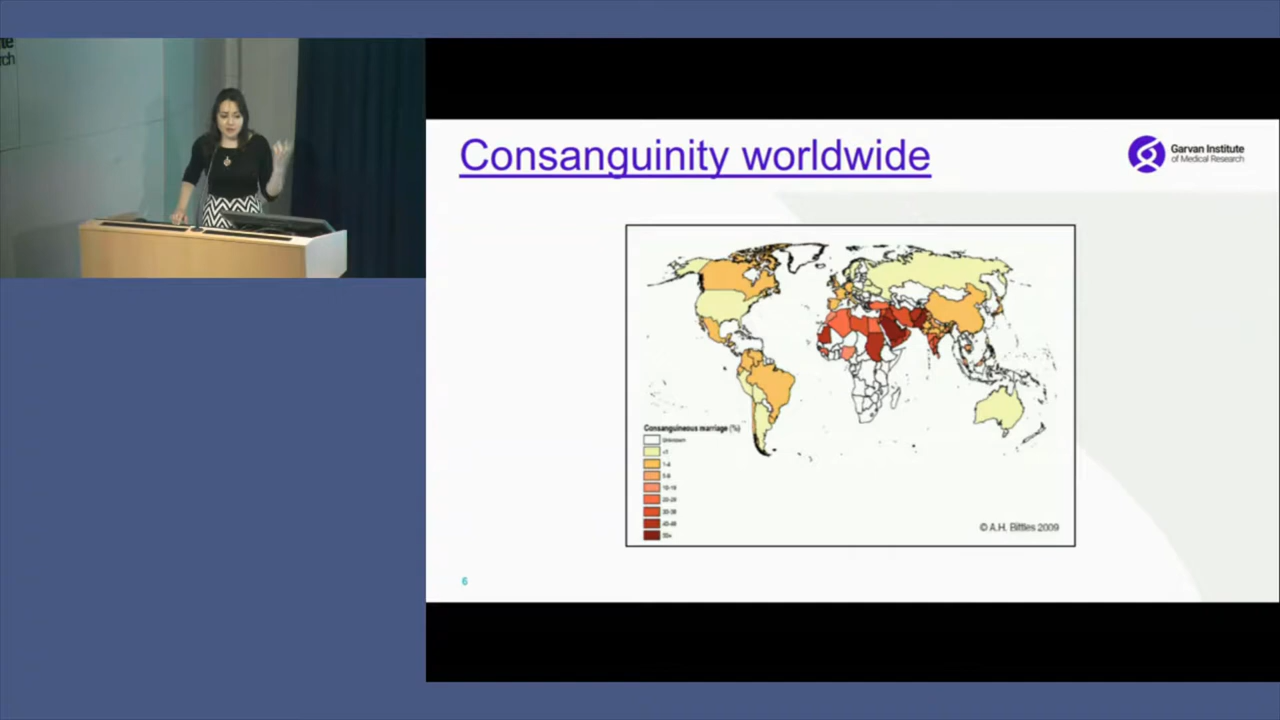 Consanguinity worldwide
Garvan Institute
of Medical Research
Consanguineous marriage (%)
Unknown
<1
1-4
5-9
10-19
20-29
30-39
40-49
50+
© A.H. Bittles 2009
6
rch